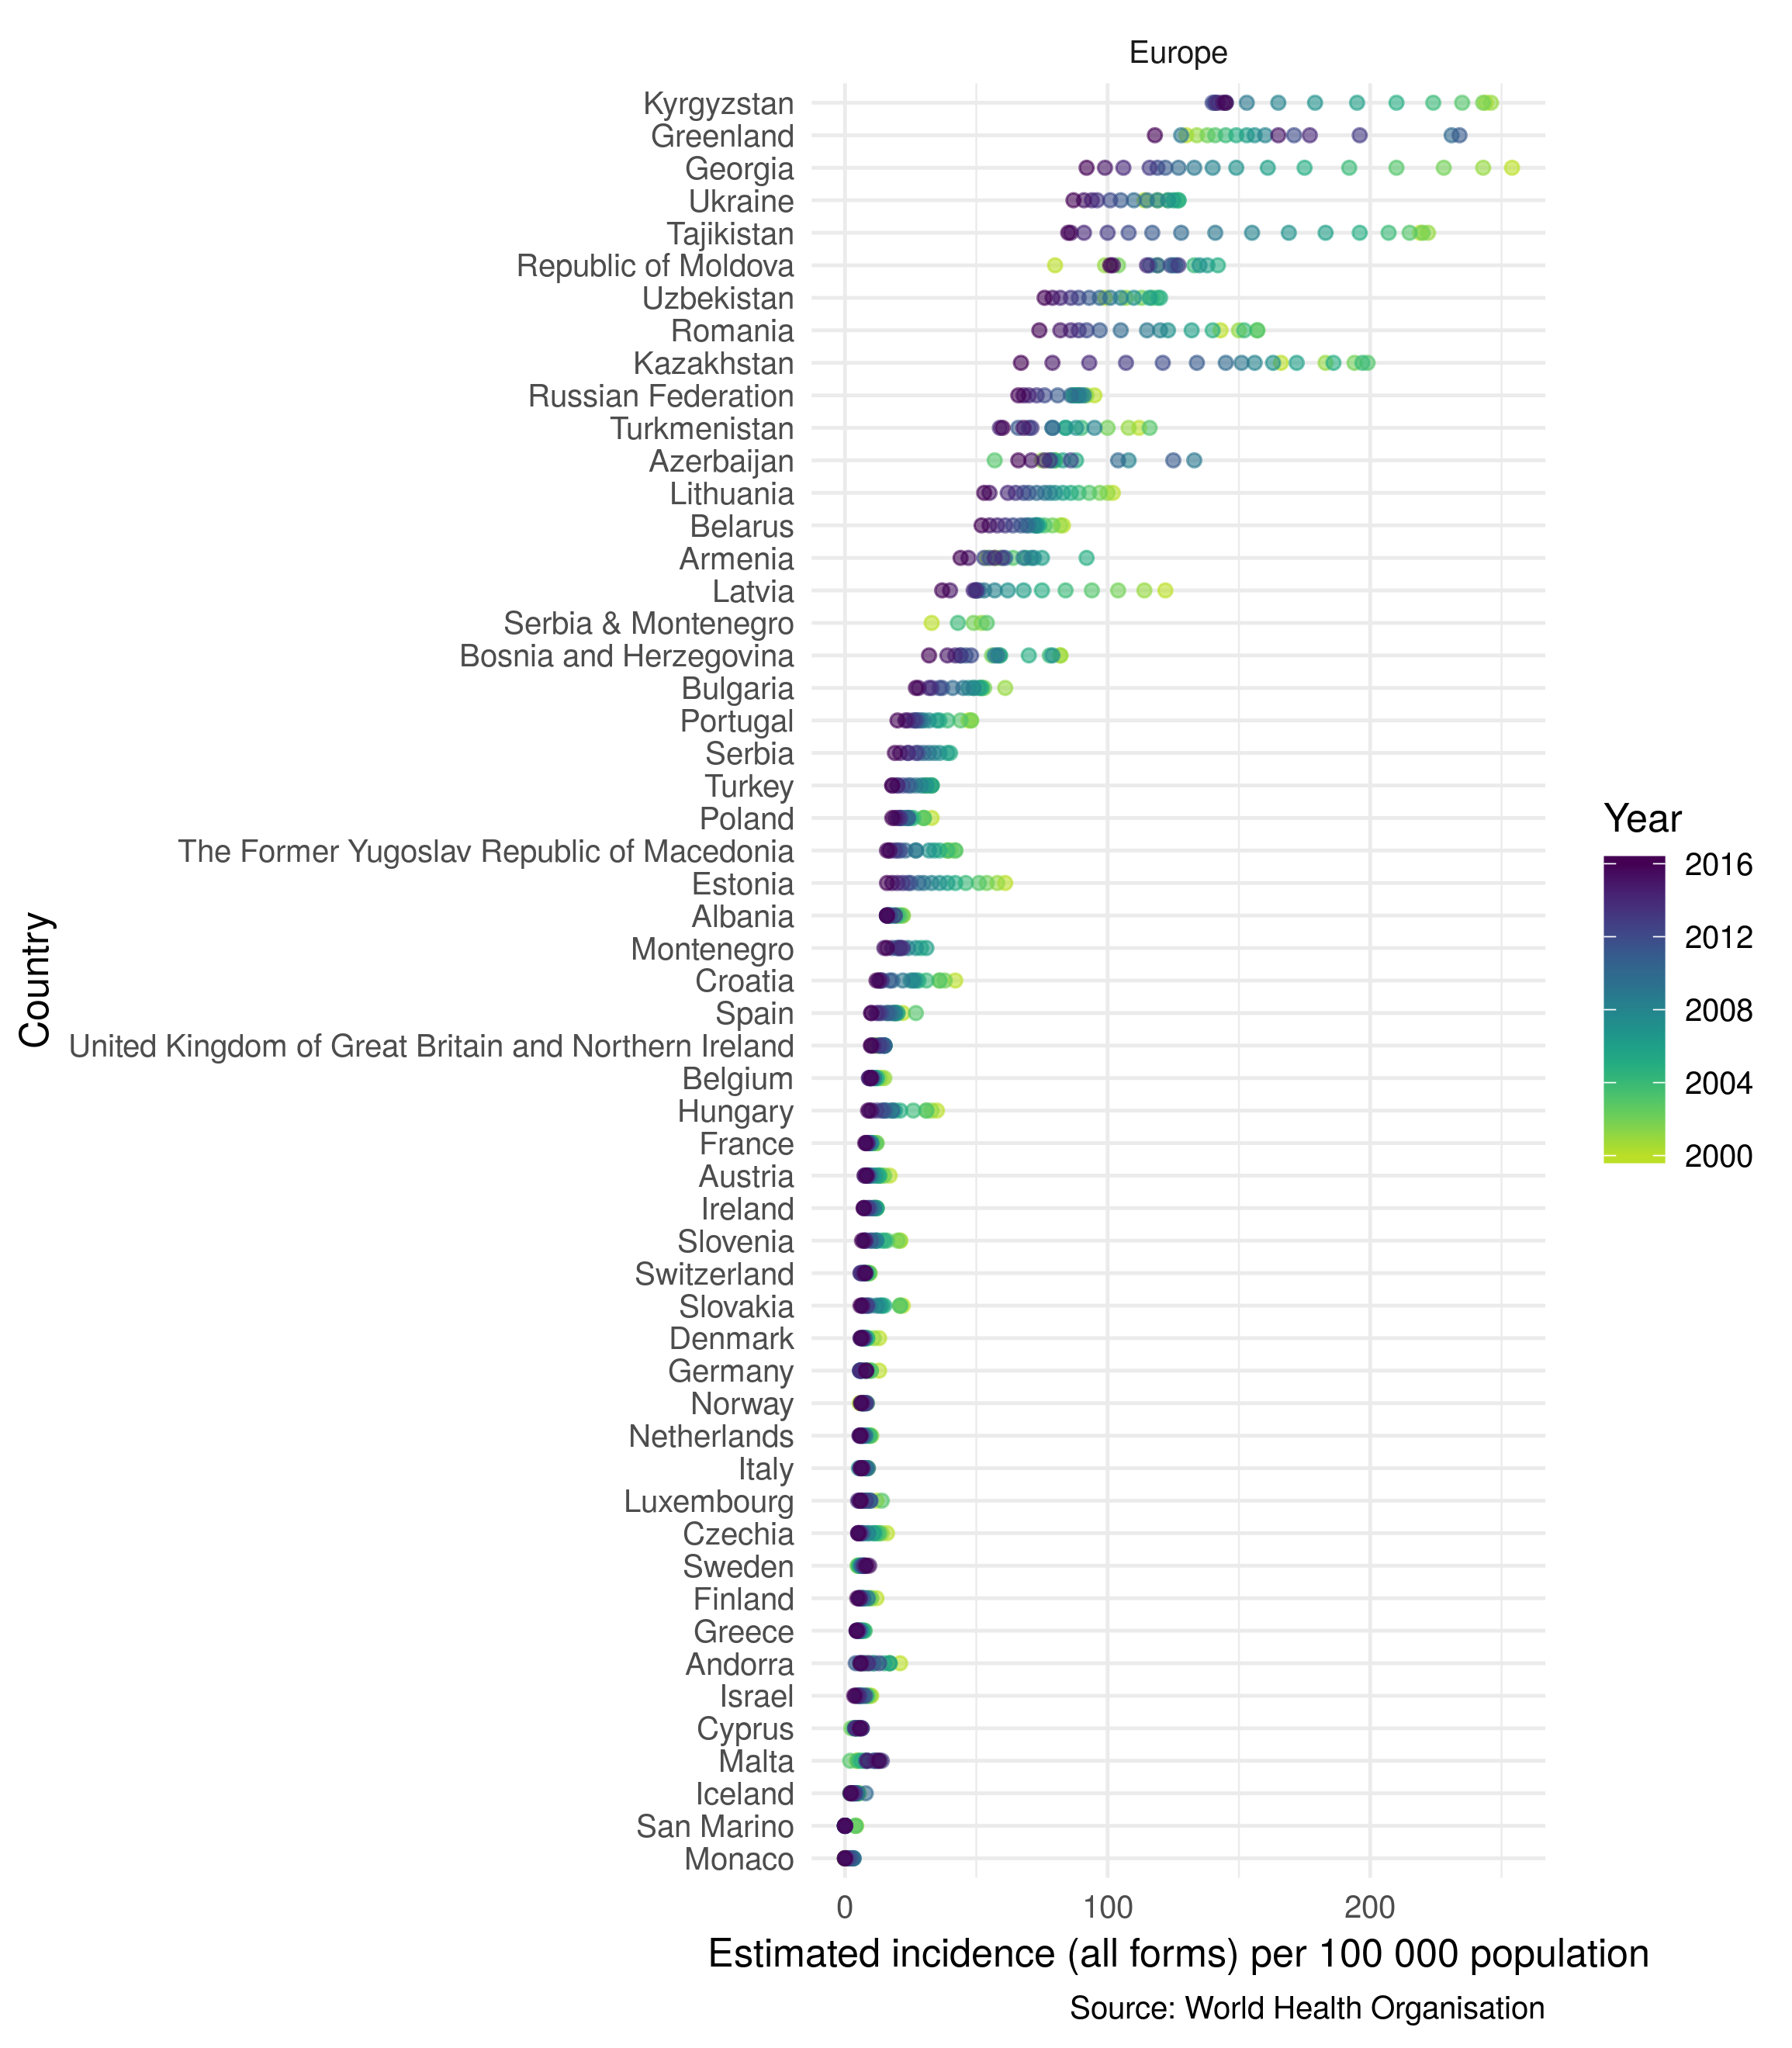 Europe
Kyrgyzstan
Greenland
Georgia
Ukraine
Tajikistan
Republic of Moldova
Uzbekistan
Romania
Kazakhstan
Russian Federation
Turkmenistan
Azerbaijan
Lithuania
Belarus
Armenia
Latvia
Serbia & Montenegro
Bosnia and Herzegovina
Bulgaria
Portugal
Serbia
Turkey
Poland
The Former Yugoslav Republic of Macedonia
Estonia
Albania
Montenegro
Croatia
Spain
United Kingdom of Great Britain and Northern Ireland
Belgium
Hungary
France
Austria
Ireland
Slovenia
Switzerland
Slovakia
Denmark
Germany
Norway
Netherlands
Italy
Luxembourg
Czechia
Sweden
Finland
Greece
Andorra
Israel
Cyprus
Malta
Iceland
San Marino
Monaco
Country
0 100 200
Estimated incidence (all forms) per 100 000 population
Source: World Health Organisation
Year
2016
2012
2008
2004
2000